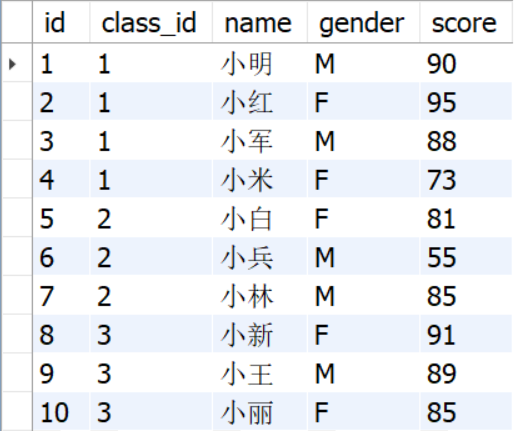 id class_id name gender score
1 1 小明 M 90
2 1 小红 F 95
3 1 小军 M 88
4 1 小米 F 73
5 2 小白 F 81
6 2 小兵 M 55
7 2 小林 M 85
8 3 小新 F 91
9 3 小王 M 89
10 3 小丽 F 85